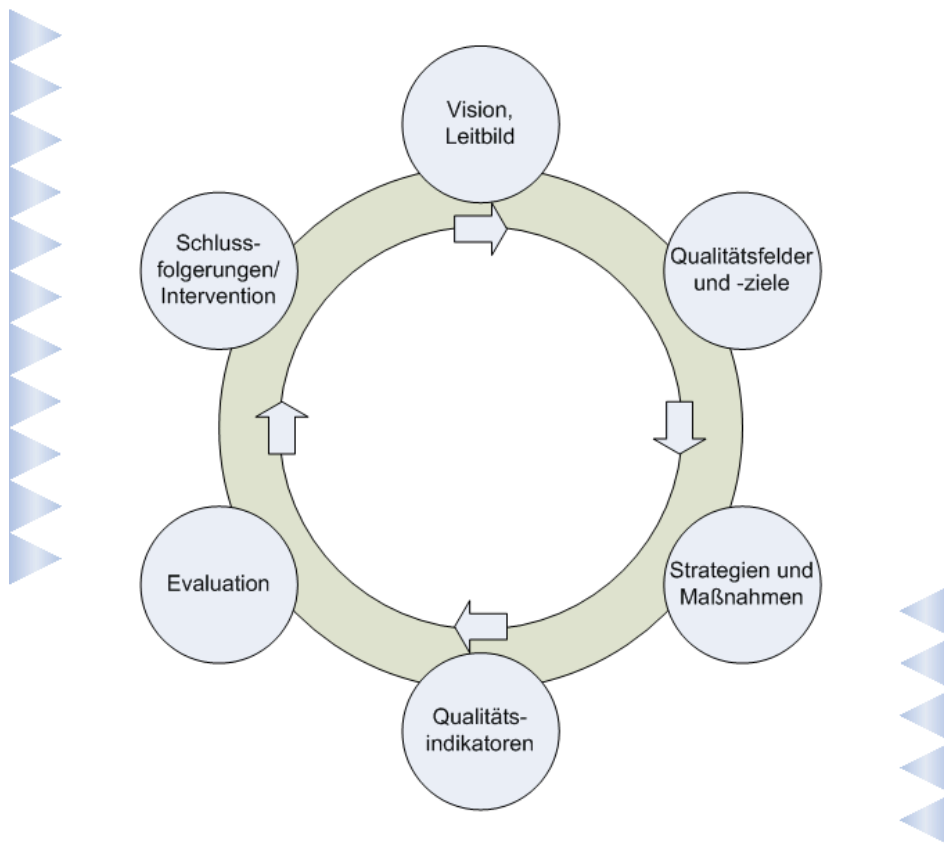 Vision,
Leitbild
Qualitätsfelder
und -ziele
Strategien und
Maßnahmen
Qualitäts-
indikatoren
Evaluation
Schluss-
folgerungen/
Intervention